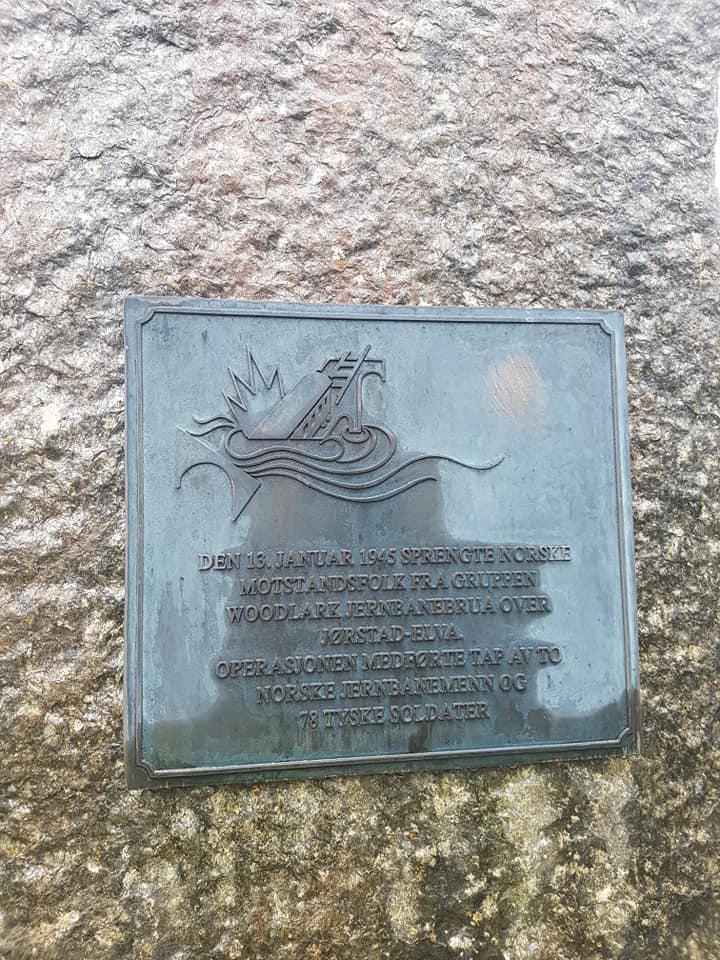 DEN 13. JANUAR 1945 SPRENGTE NORSKE
MOTSTANDSFOLK FRA GRUPPEN
WOODLARK JERNBANEBRUA OVER
JØRSTAD-ELVA.
OPERASJONEN MEDFØRTE TAP AV TO
NORSKE JERNBANEMENN OG
78 TYSKE SOLDATER